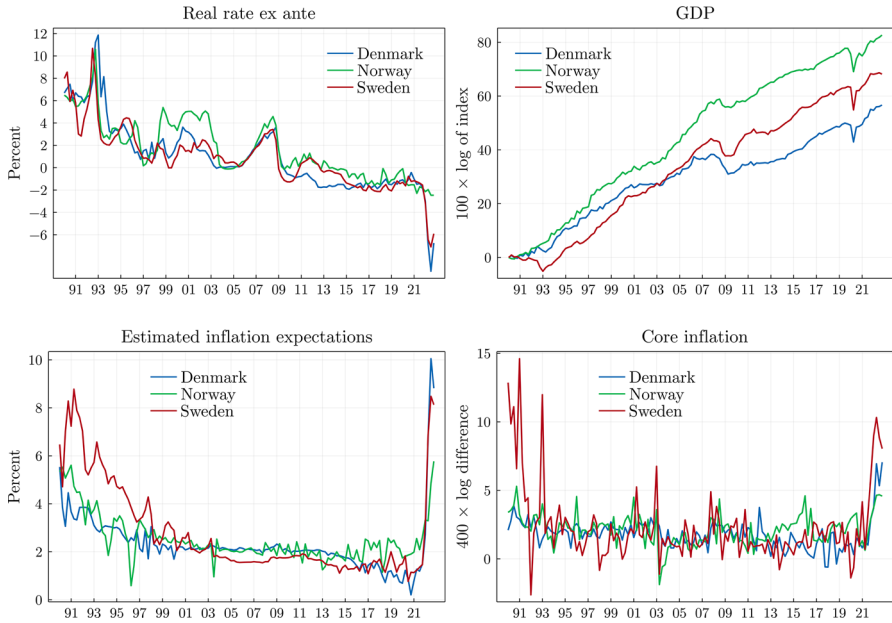 Real rate ex ante
Percent
12
10
8
6
4
2
0
−2
−4
−6
Denmark
Norway
Sweden
91 93 95 97 99 01 03 05 07 09 11 13 15 17 19 21
GDP
100 × log of index
80
60
40
20
0
Denmark
Norway
Sweden
91 93 95 97 99 01 03 05 07 09 11 13 15 17 19 21
Estimated inflation expectations
Percent
10
8
6
4
2
0
Denmark
Norway
Sweden
91 93 95 97 99 01 03 05 07 09 11 13 15 17 19 21
Core inflation
400 × log difference
15
10
5
0
Denmark
Norway
Sweden
91 93 95 97 99 01 03 05 07 09 11 13 15 17 19 21